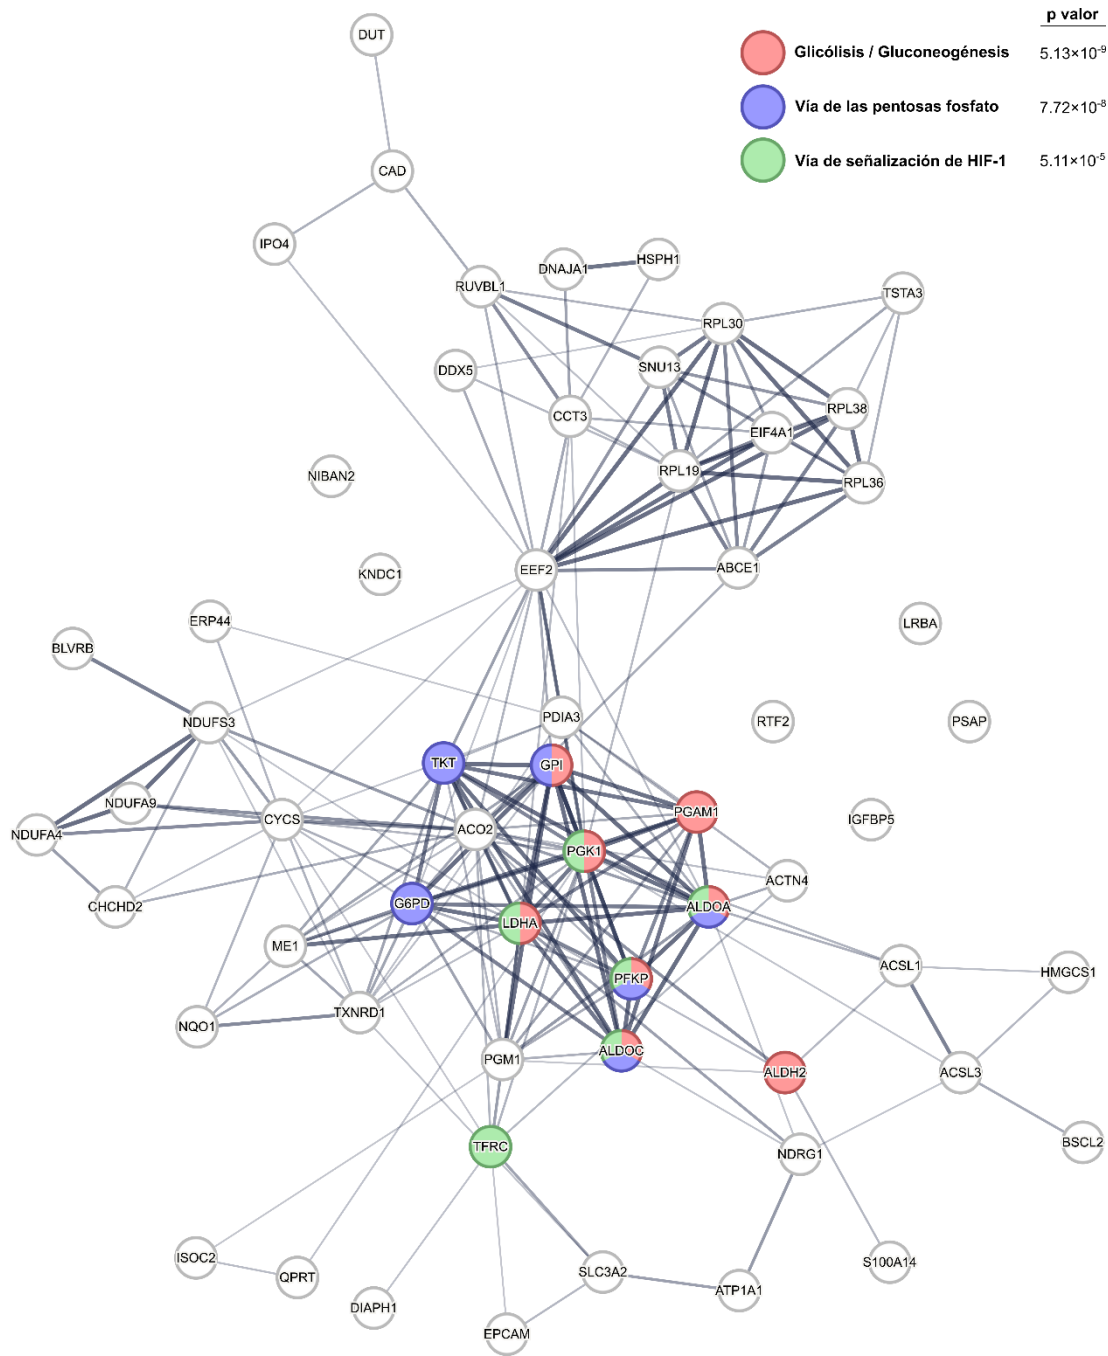 p valor
Glicólisis / Gluconeogénesis 5.13×10⁻⁹
Vía de las pentosas fosfato 7.72×10⁻⁸
Vía de señalización de HIF-1 5.11×10⁻⁵
DUT
CAD
IPO4
DNAJA1
HSPH1
RUVBL1
TSTA3
RPL30
SNU13
DDX5
RPL38
CCT3
EIF4A1
RPL19
NIBAN2
RPL36
EEF2
ABCE1
KNDC1
ERP44
LRBA
BLVRB
NDUFS3
PDIA3
RTF2
PSAP
TKT
GPI
NDUFA9
PGAM1
CYCS
IGFBP5
NDUFA4
ACO2
PGK1
ACTN4
CHCHD2
G6PD
ALDOA
LDHA
ME1
ACSL1
HMGCS1
PFKP
NQO1
TXNRD1
ALDOC
PGM1
ALDH2
ACSL3
BSCL2
TFRC
NDRG1
ISOC2
S100A14
SLC3A2
QPRT
ATP1A1
DIAPH1
EPCAM